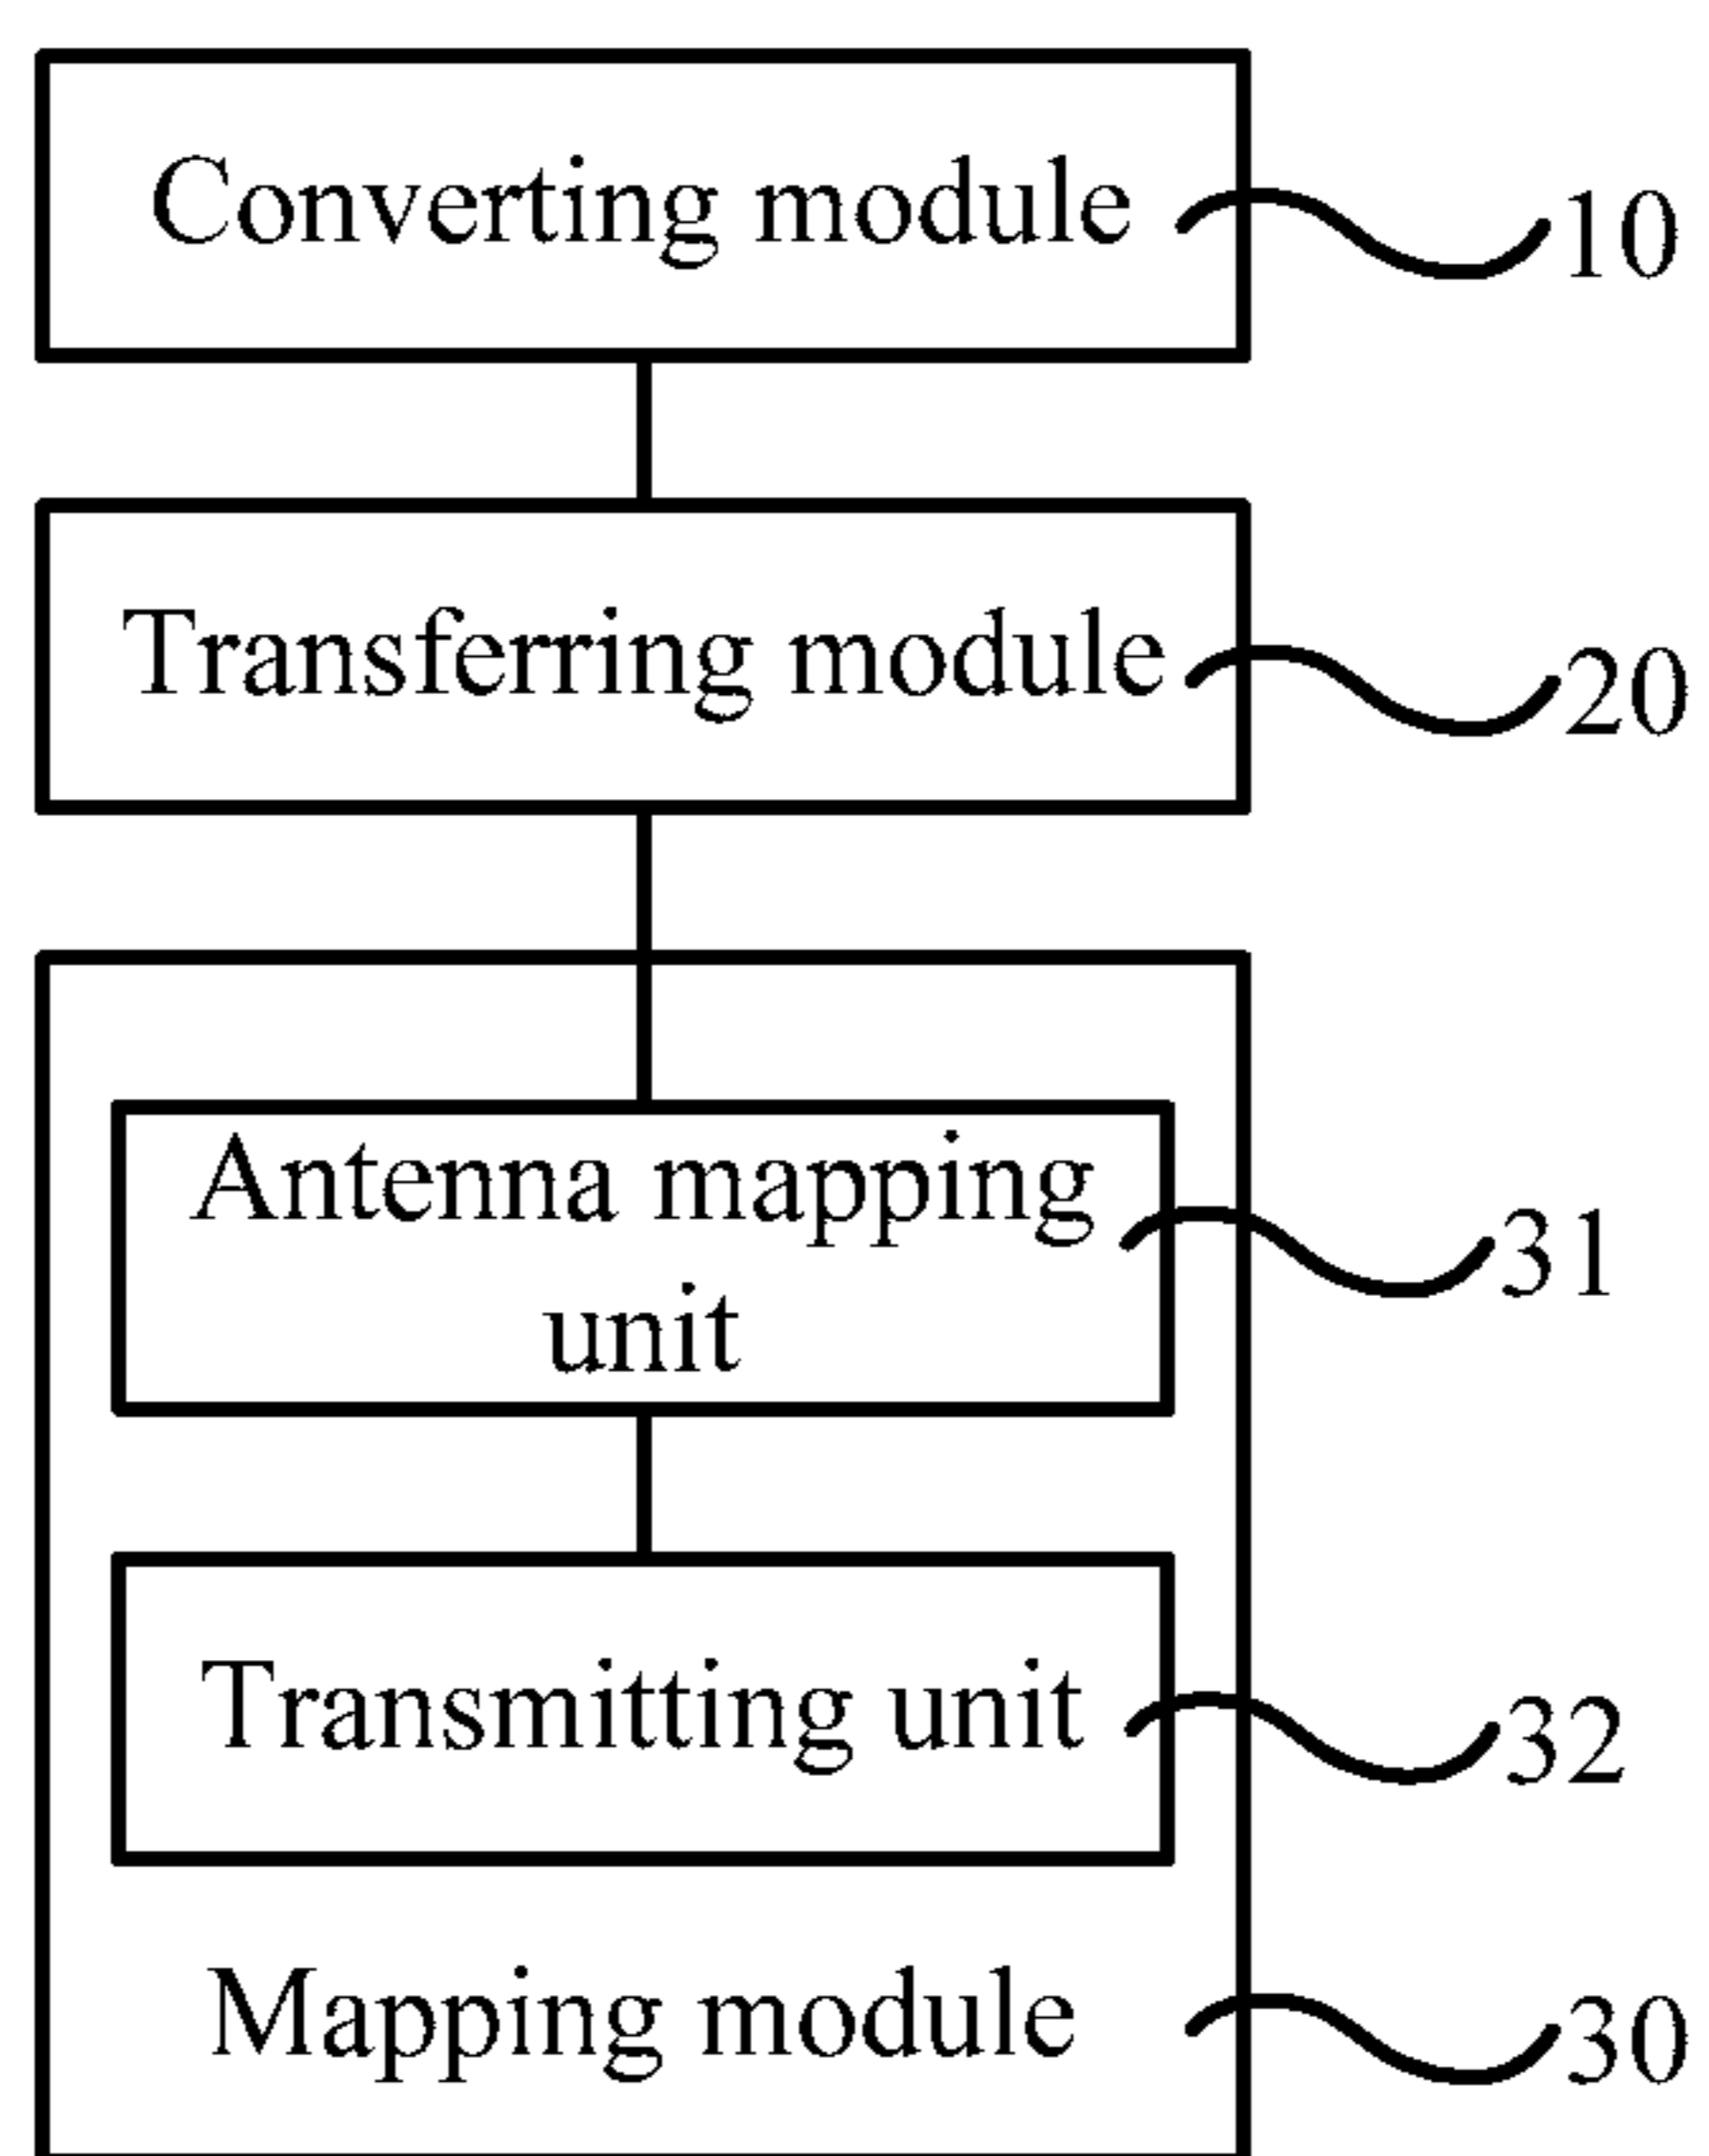 Converting module
10
Transferring module
20
Antenna mapping
unit
31
Transmitting unit
32
Mapping module
30